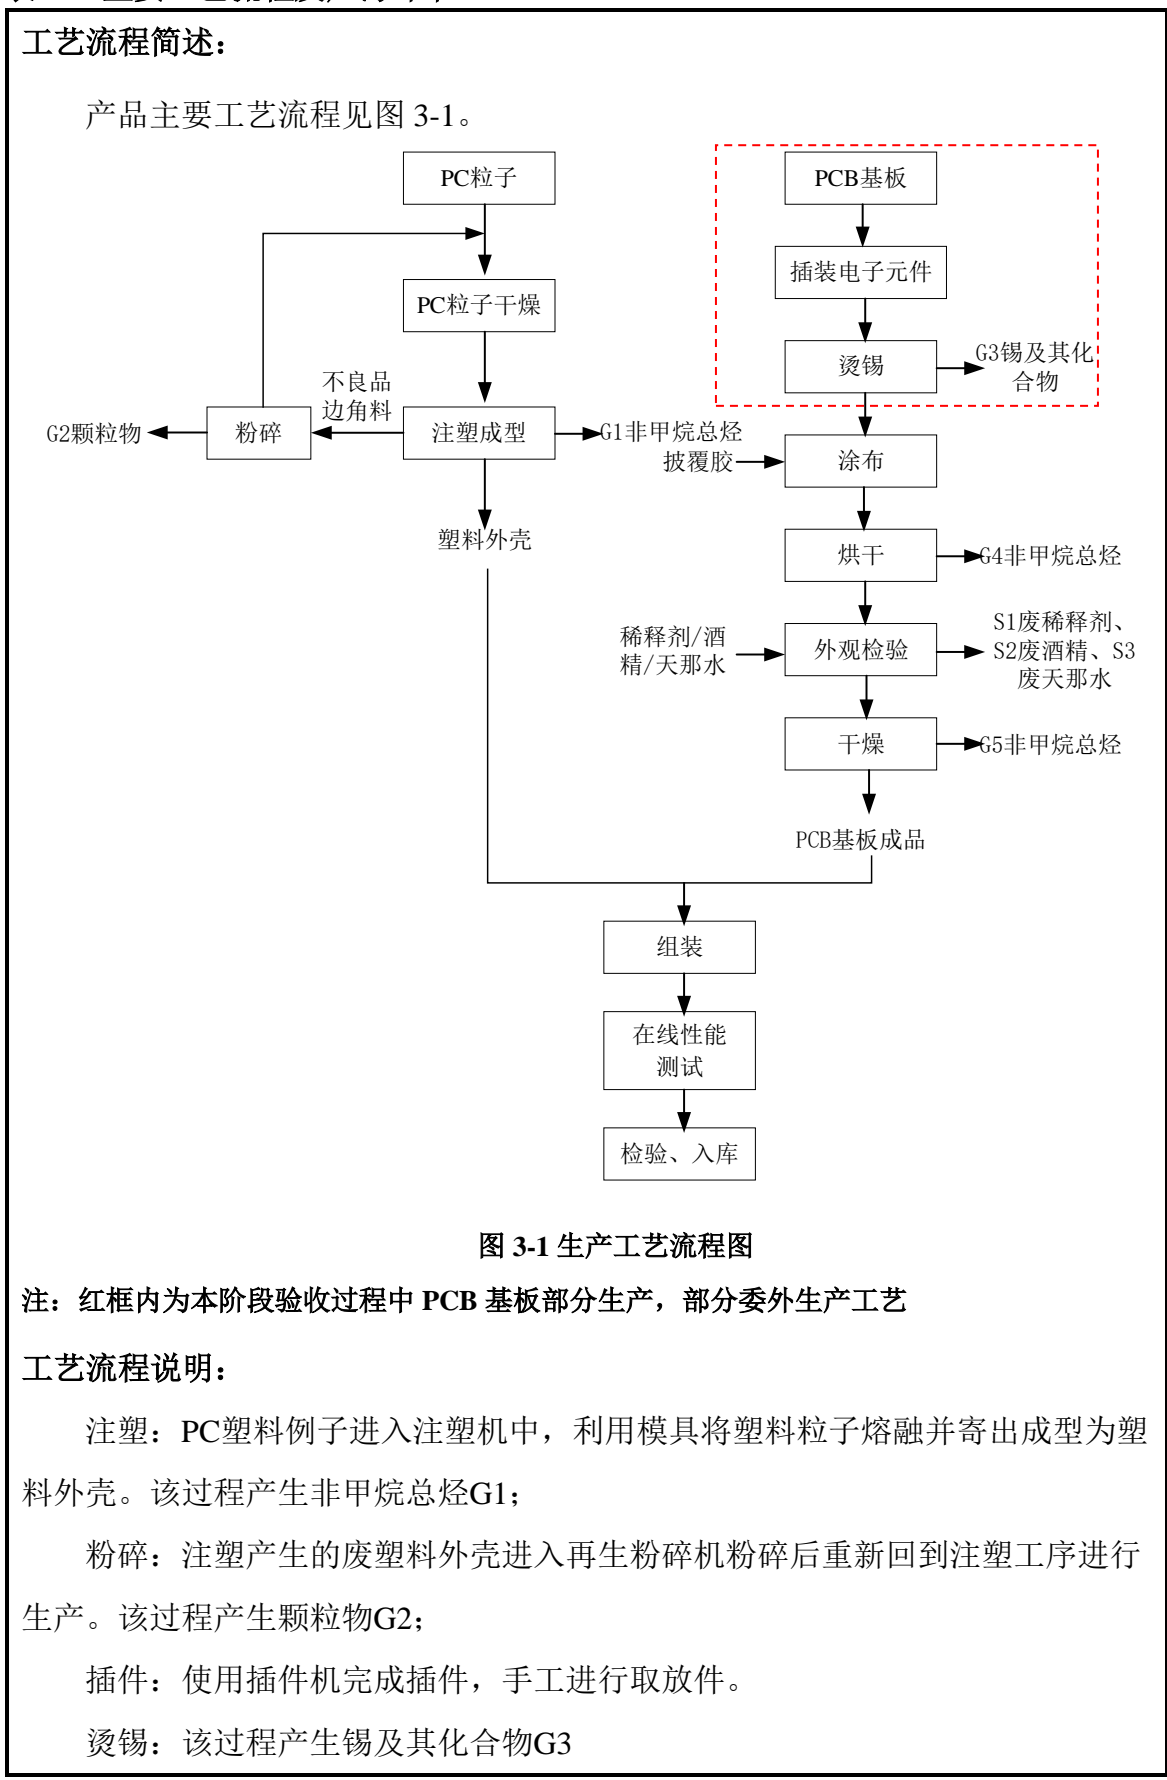 工艺流程简述：
产品主要工艺流程见图 3-1。
PC粒子
PCB基板
插装电子元件
PC粒子干燥
烫锡
G3锡及其化
合物
不良品
边角料
G2颗粒物
粉碎
注塑成型
G1非甲烷总烃
披覆胶
涂布
塑料外壳
烘干
G4非甲烷总烃
稀释剂/酒
精/天那水
外观检验
S1废稀释剂、
S2废酒精、S3
废天那水
干燥
G5非甲烷总烃
PCB基板成品
组装
在线性能
测试
检验、入库
图 3-1 生产工艺流程图
注：红框内为本阶段验收过程中 PCB 基板部分生产，部分委外生产工艺
工艺流程说明：
注塑：PC塑料例子进入注塑机中，利用模具将塑料粒子熔融并寄出成型为塑
料外壳。该过程产生非甲烷总烃G1；
粉碎：注塑产生的废塑料外壳进入再生粉碎机粉碎后重新回到注塑工序进行
生产。该过程产生颗粒物G2；
插件：使用插件机完成插件，手工进行取放件。
烫锡：该过程产生锡及其化合物G3